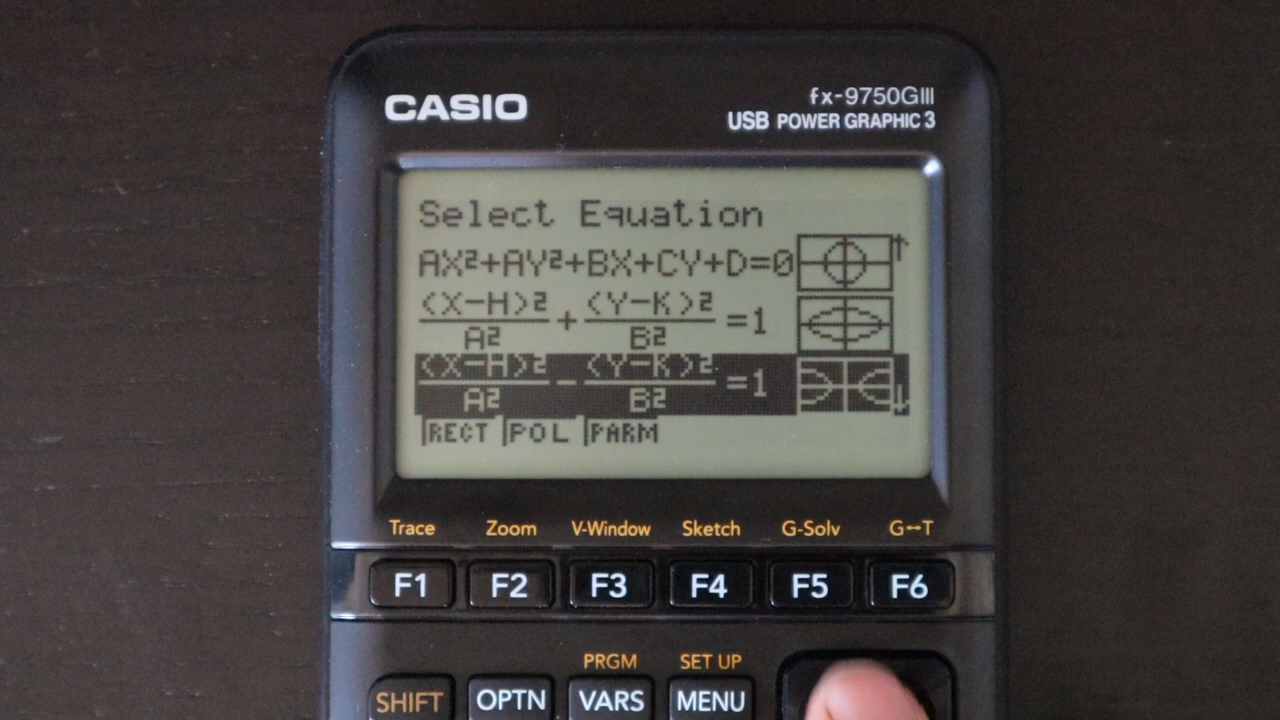 CASIO
fx-9750GIII
USB POWER GRAPHIC 3
Select Equation
AX²+AY²+BX+CY+D=0
(X-H)²/A² + (Y-K)²/B² =1
(X-H)²/A² - (Y-K)²/B² =1
RECT POL PARM
Trace Zoom V-Window Sketch G-Solv G↔T
F1 F2 F3 F4 F5 F6
PRGM SET UP
SHIFT OPTN VARS MENU